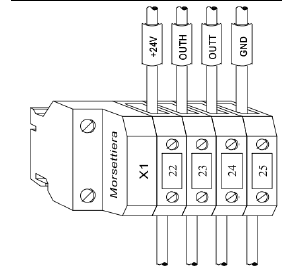 +24V
OUTH
OUTT
GND
Morsettiera
X1
22
23
24
25